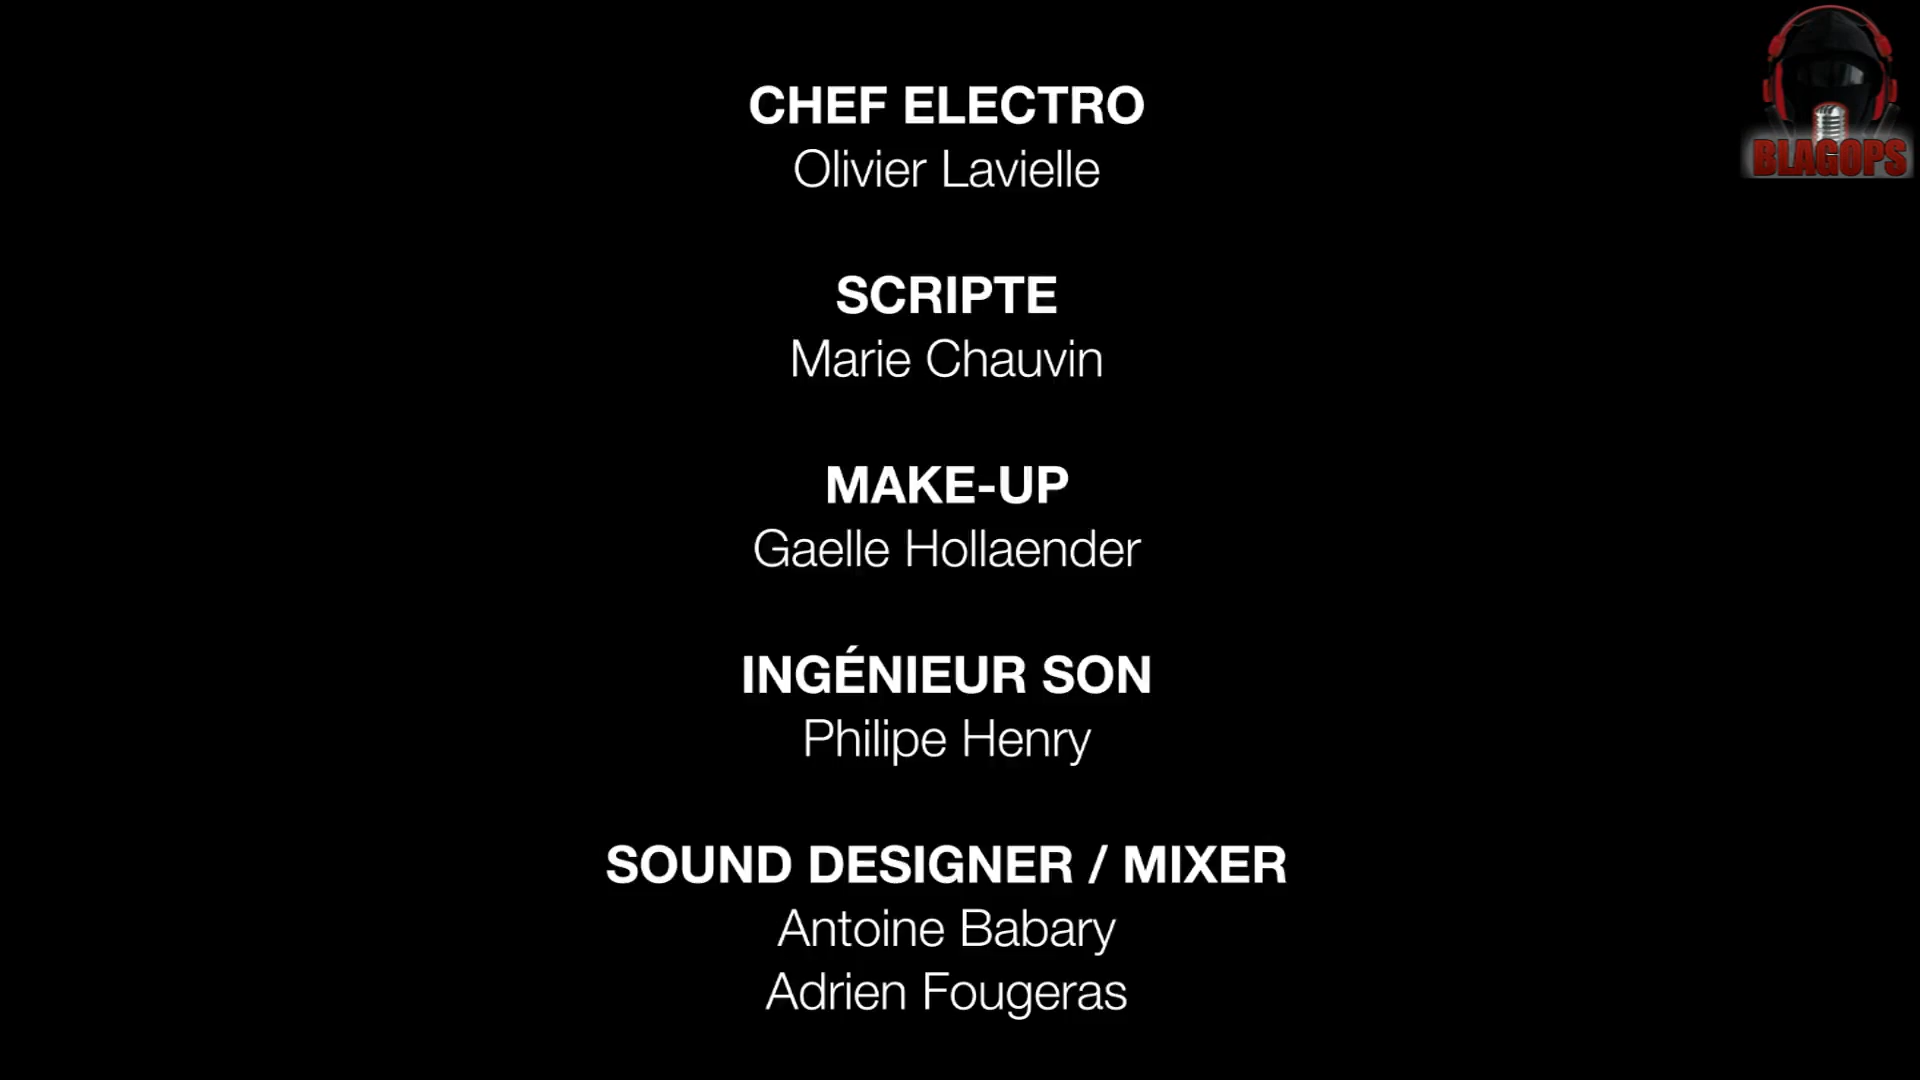 CHEF ELECTRO
Olivier Lavielle
SCRIPTE
Marie Chauvin
MAKE-UP
Gaelle Hollaender
INGÉNIEUR SON
Philipe Henry
SOUND DESIGNER / MIXER
Antoine Babary
Adrien Fougeras
BLAGOPS